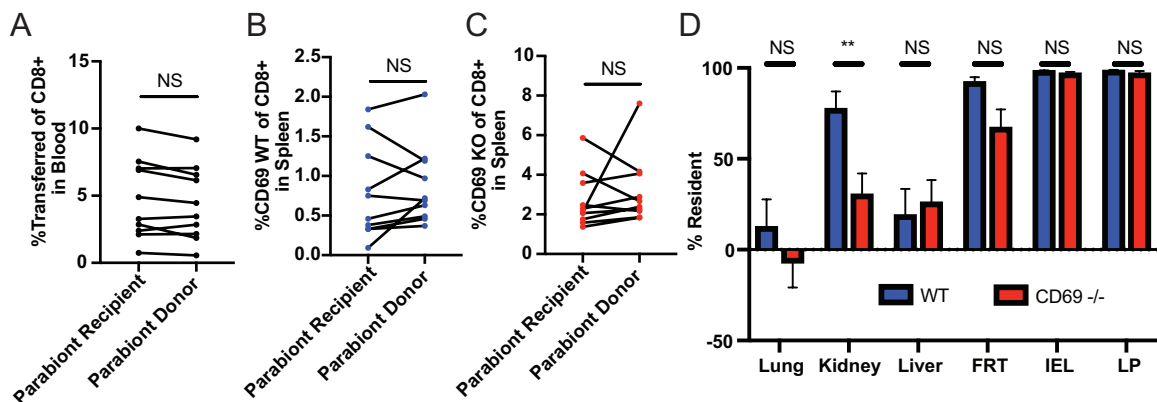 A
%Transferred of CD8+
in Blood
15
10
5
0
NS
Parabiont Recipient
Parabiont Donor
B
%CD69 WT of CD8+
in Spleen
2.5
2.0
1.5
1.0
0.5
0.0
NS
Parabiont Recipient
Parabiont Donor
C
%CD69 KO of CD8+
in Spleen
10
8
6
4
2
0
NS
Parabiont Recipient
Parabiont Donor
D
% Resident
100
50
0
-50
NS
**
NS
NS
NS
NS
WT
CD69 -/-
Lung
Kidney
Liver
FRT
IEL
LP